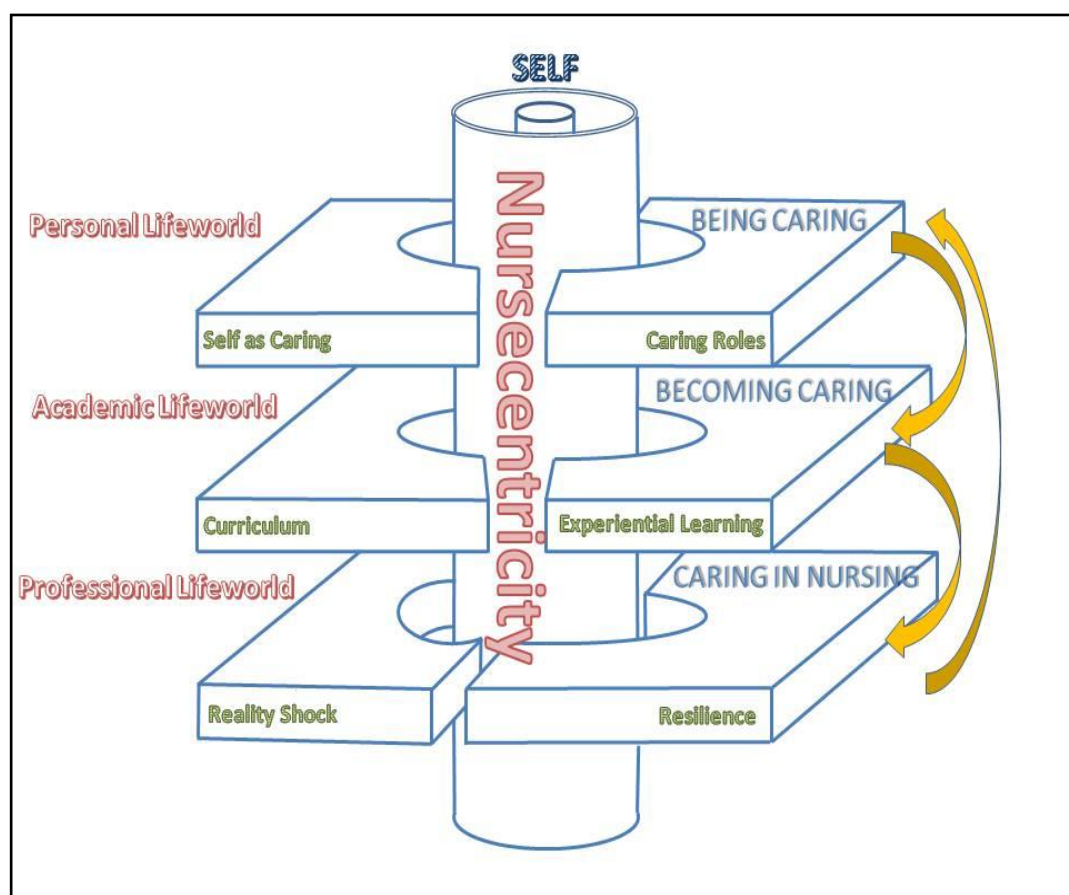 SELF
Nursecentricity
Personal Lifeworld
BEING CARING
Self as Caring
Caring Roles
Academic Lifeworld
BECOMING CARING
Curriculum
Experiential Learning
Professional Lifeworld
CARING IN NURSING
Reality Shock
Resilience